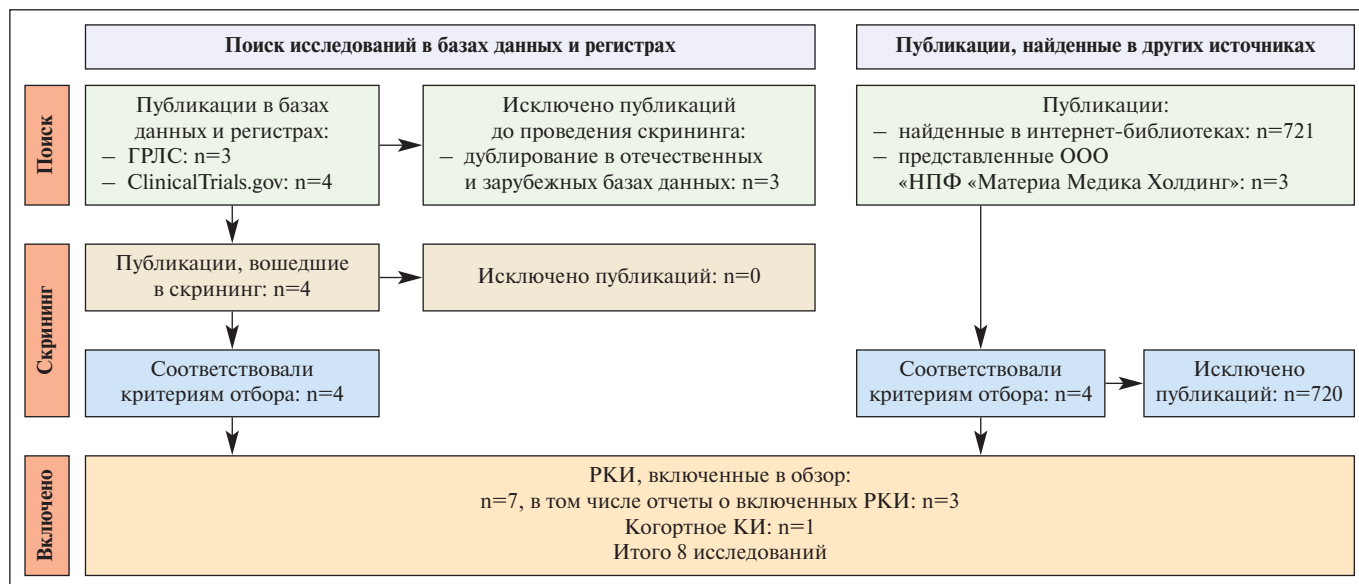 Поиск исследований в базах данных и регистрах
Публикации, найденные в других источниках
Поиск
Публикации в базах
данных и регистрах:
– ГРЛС: n=3
– ClinicalTrials.gov: n=4
Исключено публикаций
до проведения скрининга:
– дублирование в отечественных
и зарубежных базах данных: n=3
Публикации:
– найденные в интернет-библиотеках: n=721
– представленные ООО
«НПФ «Материа Медика Холдинг»: n=3
Скрининг
Публикации, вошедшие
в скрининг: n=4
Исключено публикаций: n=0
Соответствовали
критериям отбора: n=4
Соответствовали
критериям отбора: n=4
Исключено
публикаций: n=720
Включено
РКИ, включенные в обзор:
n=7, в том числе отчеты о включенных РКИ: n=3
Когортное КИ: n=1
Итого 8 исследований